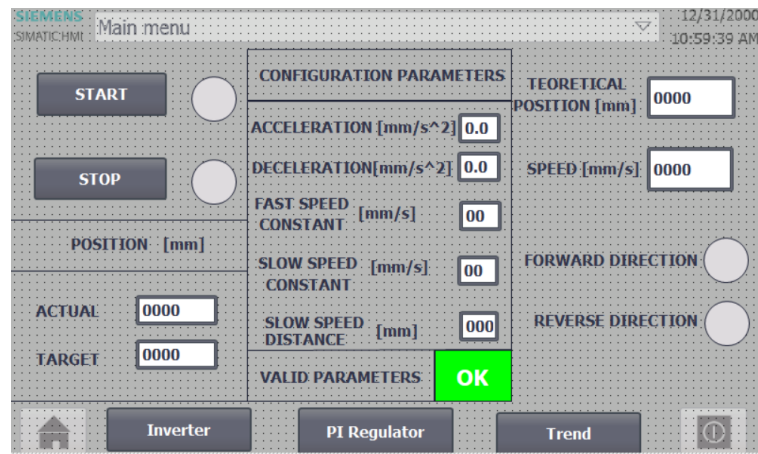 SIEMENS
SIMATIC HMI
Main menu
12/31/2000
10:59:39 AM
START
STOP
POSITION [mm]
ACTUAL 0000
TARGET 0000
CONFIGURATION PARAMETERS
ACCELERATION [mm/s^2] 0.0
DECELERATION[mm/s^2] 0.0
FAST SPEED
CONSTANT [mm/s] 00
SLOW SPEED [mm/s] 00
CONSTANT
SLOW SPEED
DISTANCE [mm] 000
VALID PARAMETERS OK
TEORETICAL
POSITION [mm] 0000
SPEED [mm/s] 0000
FORWARD DIRECTION
REVERSE DIRECTION
Inverter
PI Regulator
Trend